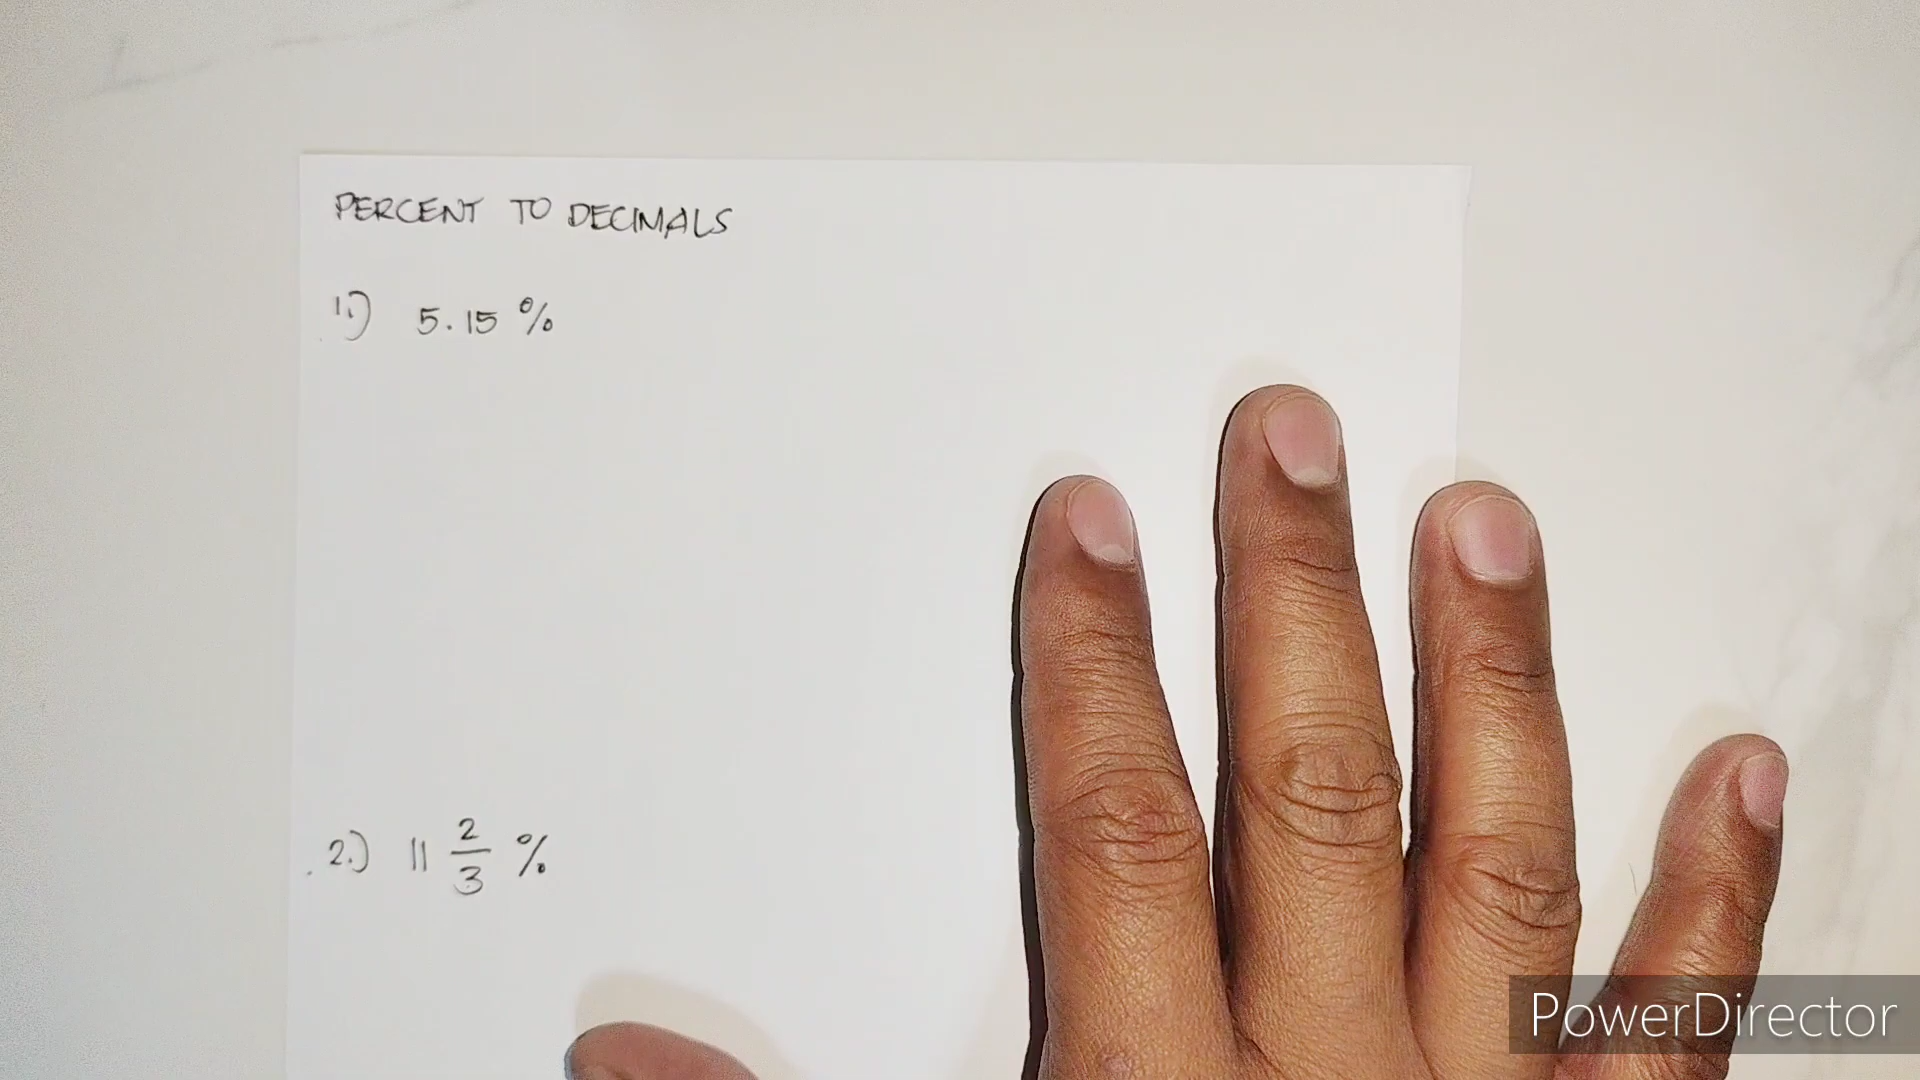 PERCENT TO DECIMALS
1.) 5.15 %
2.) 11 2/3 %
PowerDirector